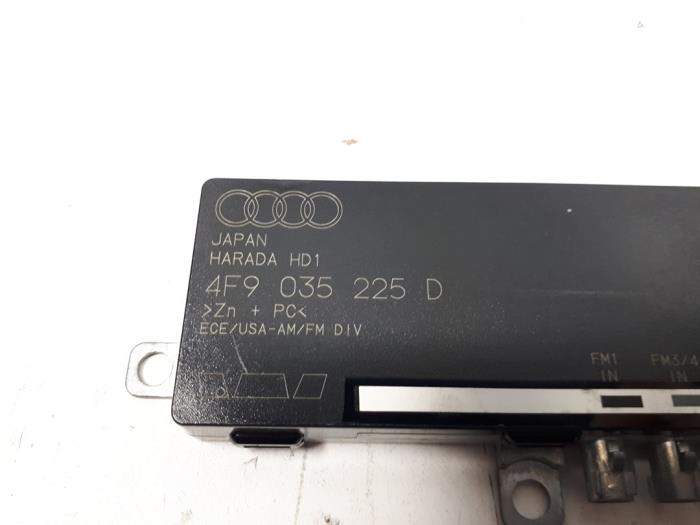 JAPAN
HARADA HD1
4F9 035 225 D
>Zn + PC<
ECE/USA-AM/FM DIV
FM1 FM3/4
IN IN